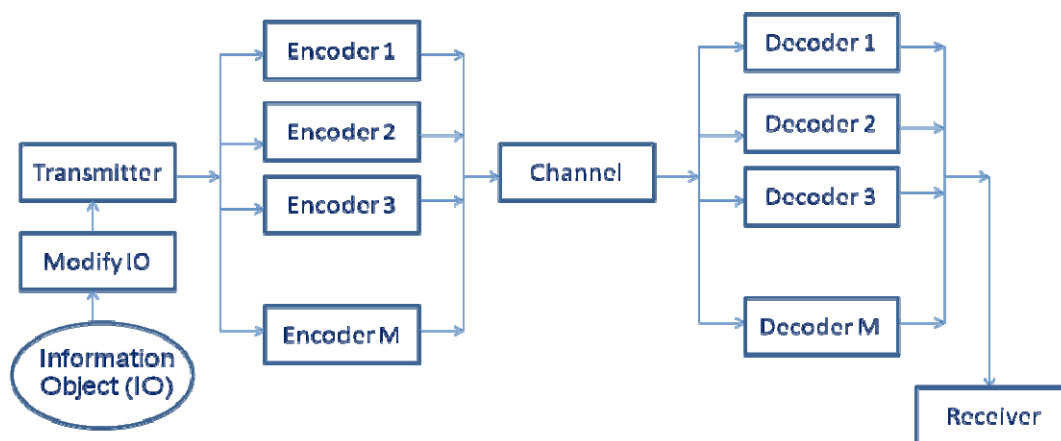 Encoder 1
Encoder 2
Encoder 3
Encoder M
Transmitter
Modify IO
Information
Object (IO)
Channel
Decoder 1
Decoder 2
Decoder 3
Decoder M
Receiver